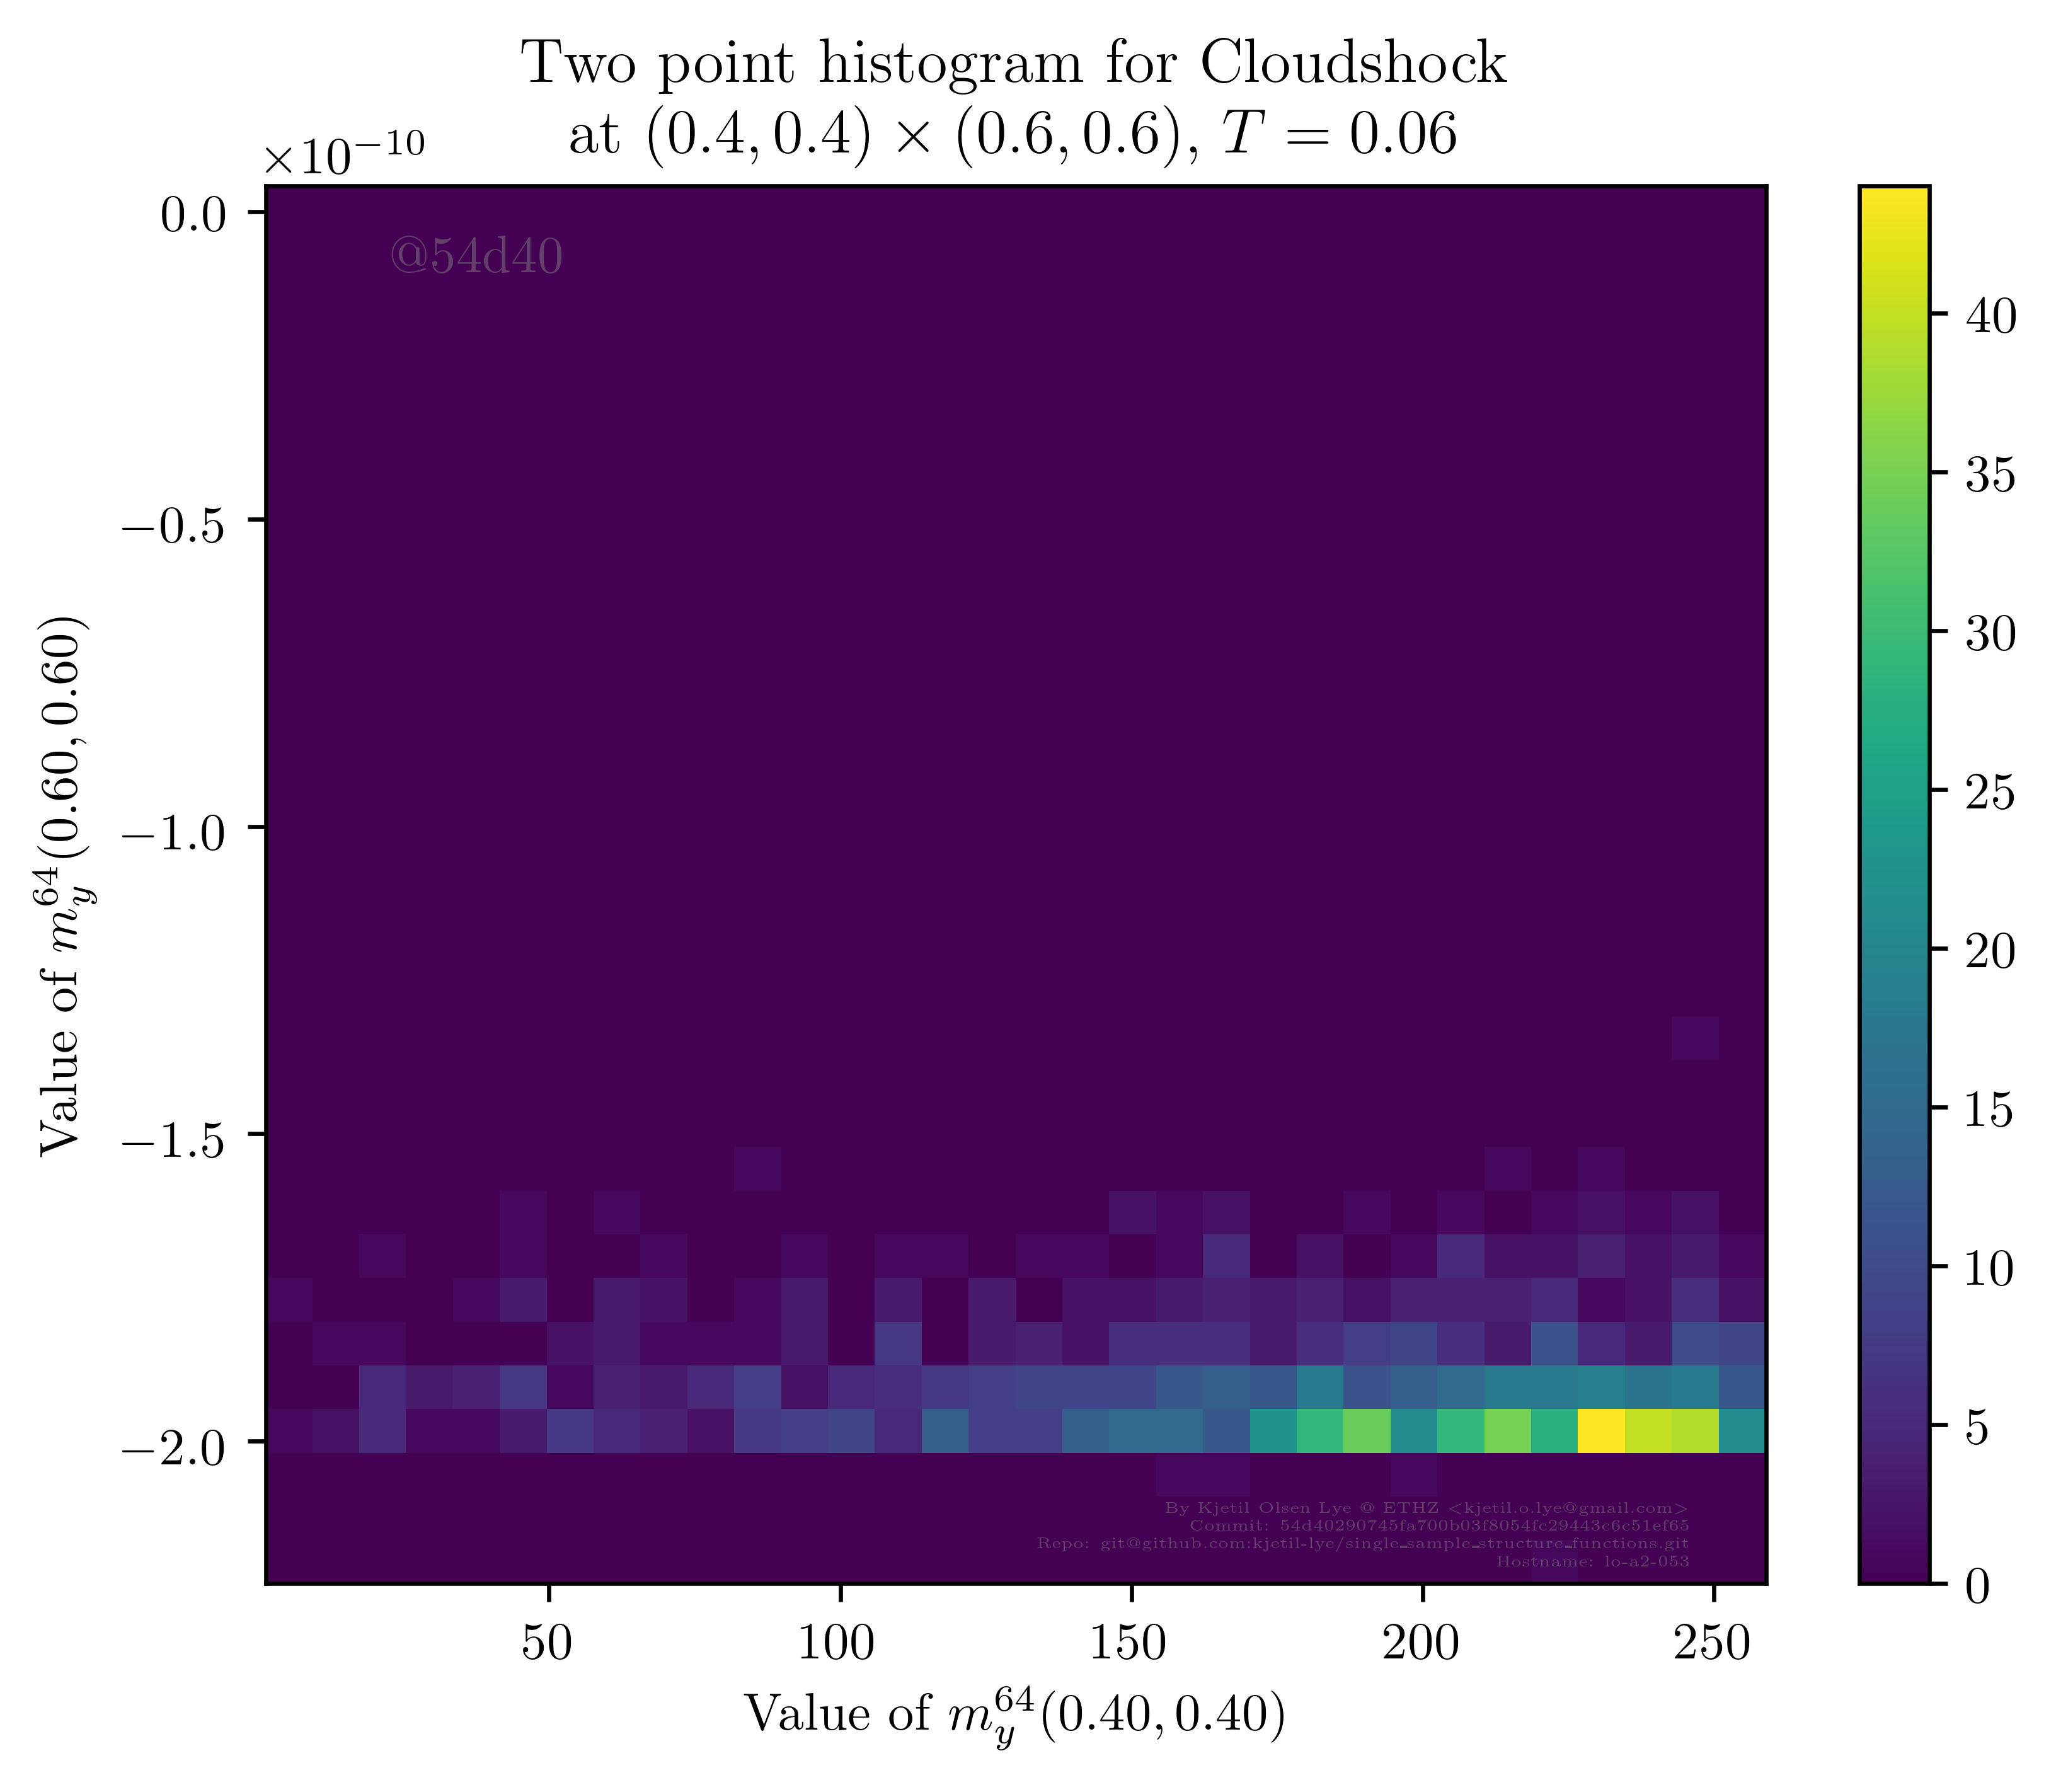 Two point histogram for Cloudshock
at (0.4, 0.4) × (0.6, 0.6), T = 0.06
×10⁻¹⁰
0.0
−0.5
−1.0
−1.5
−2.0
Value of m_y^64(0.60, 0.60)
@54d40
50
100
150
200
250
Value of m_y^64(0.40, 0.40)
40
35
30
25
20
15
10
5
0
By Kjetil Olsen Lye @ ETHZ <kjetil.o.lye@gmail.com>
Commit: 54d40290745fa700b03f8054fc29443c6c51ef65
Repo: git@github.com:kjetil-lye/single_sample_structure_functions.git
Hostname: lo-a2-053